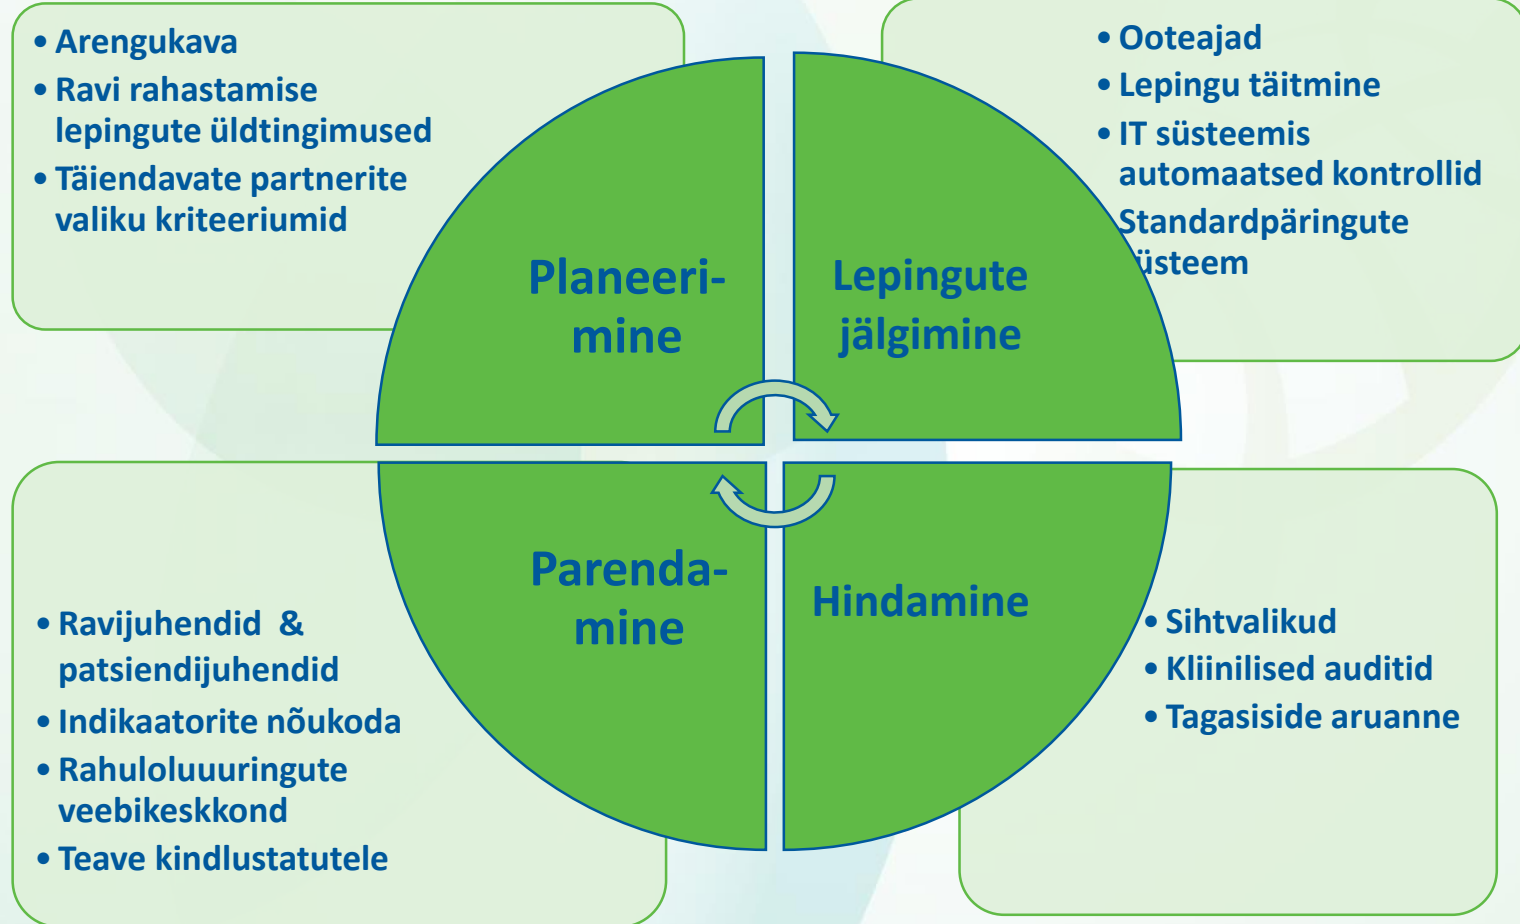 • Arengukava
• Ravi rahastamise
lepingute üldtingimused
• Täiendavate partnerite
valiku kriteeriumid
Planeeri-
mine
• Ooteajad
• Lepingu täitmine
• IT süsteemis
automaatsed kontrollid
Standardpäringute
üsteem
Lepingute
jälgimine
• Ravijuhendid &
patsiendijuhendid
• Indikaatorite nõukoda
• Rahuloluuuringute
veebikeskkond
• Teave kindlustatutele
Parenda-
mine
Hindamine
• Sihtvalikud
• Kliinilised auditid
• Tagasiside aruanne